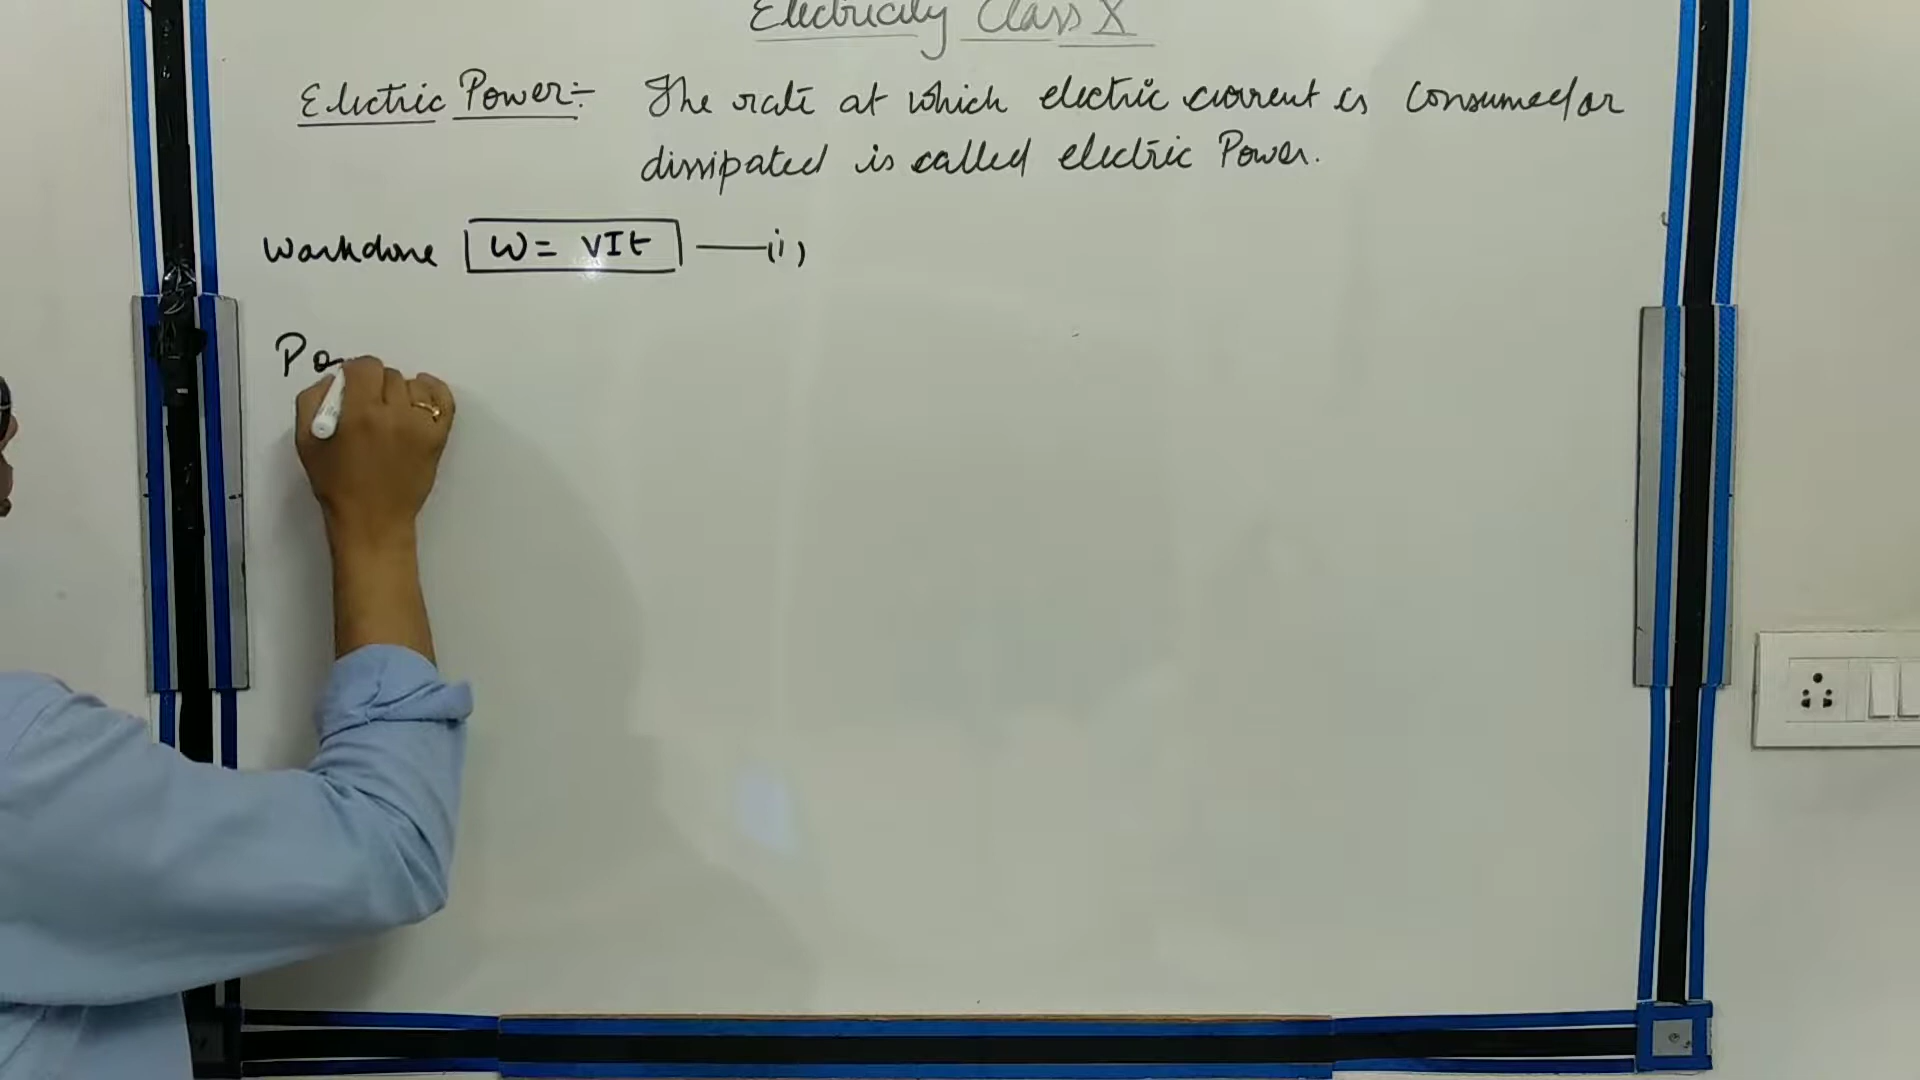 Electricity Class X
Electric Power:- The rate at which electric current is consumed/or
dissipated is called electric Power.
Workdone W = VIt —(i)
Po